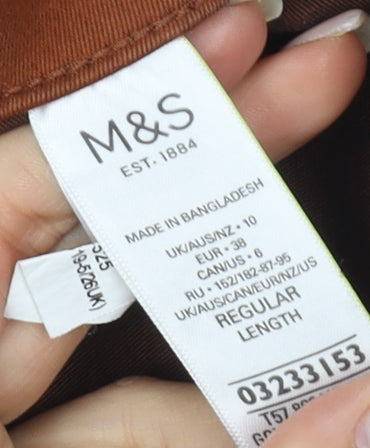 M&S
EST. 1884
MADE IN BANGLADESH
UK/AUS/NZ • 10
EUR • 38
CAN/US • 6
RU • 152/182-87-95
UK/AUS/CAN/EUR/NZ/US
REGULAR
LENGTH
03233153